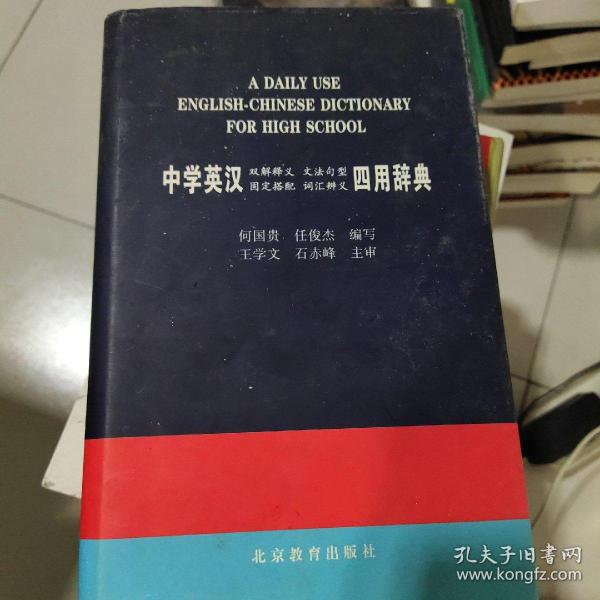 A DAILY USE
ENGLISH-CHINESE DICTIONARY
FOR HIGH SCHOOL
中学英汉 双解释义 文法句型 固定搭配 词汇辨义 四用辞典
何国贵 任俊杰 编写
王学文 石赤峰 主审
北京教育出版社
孔夫子旧书网
www.kongfz.com